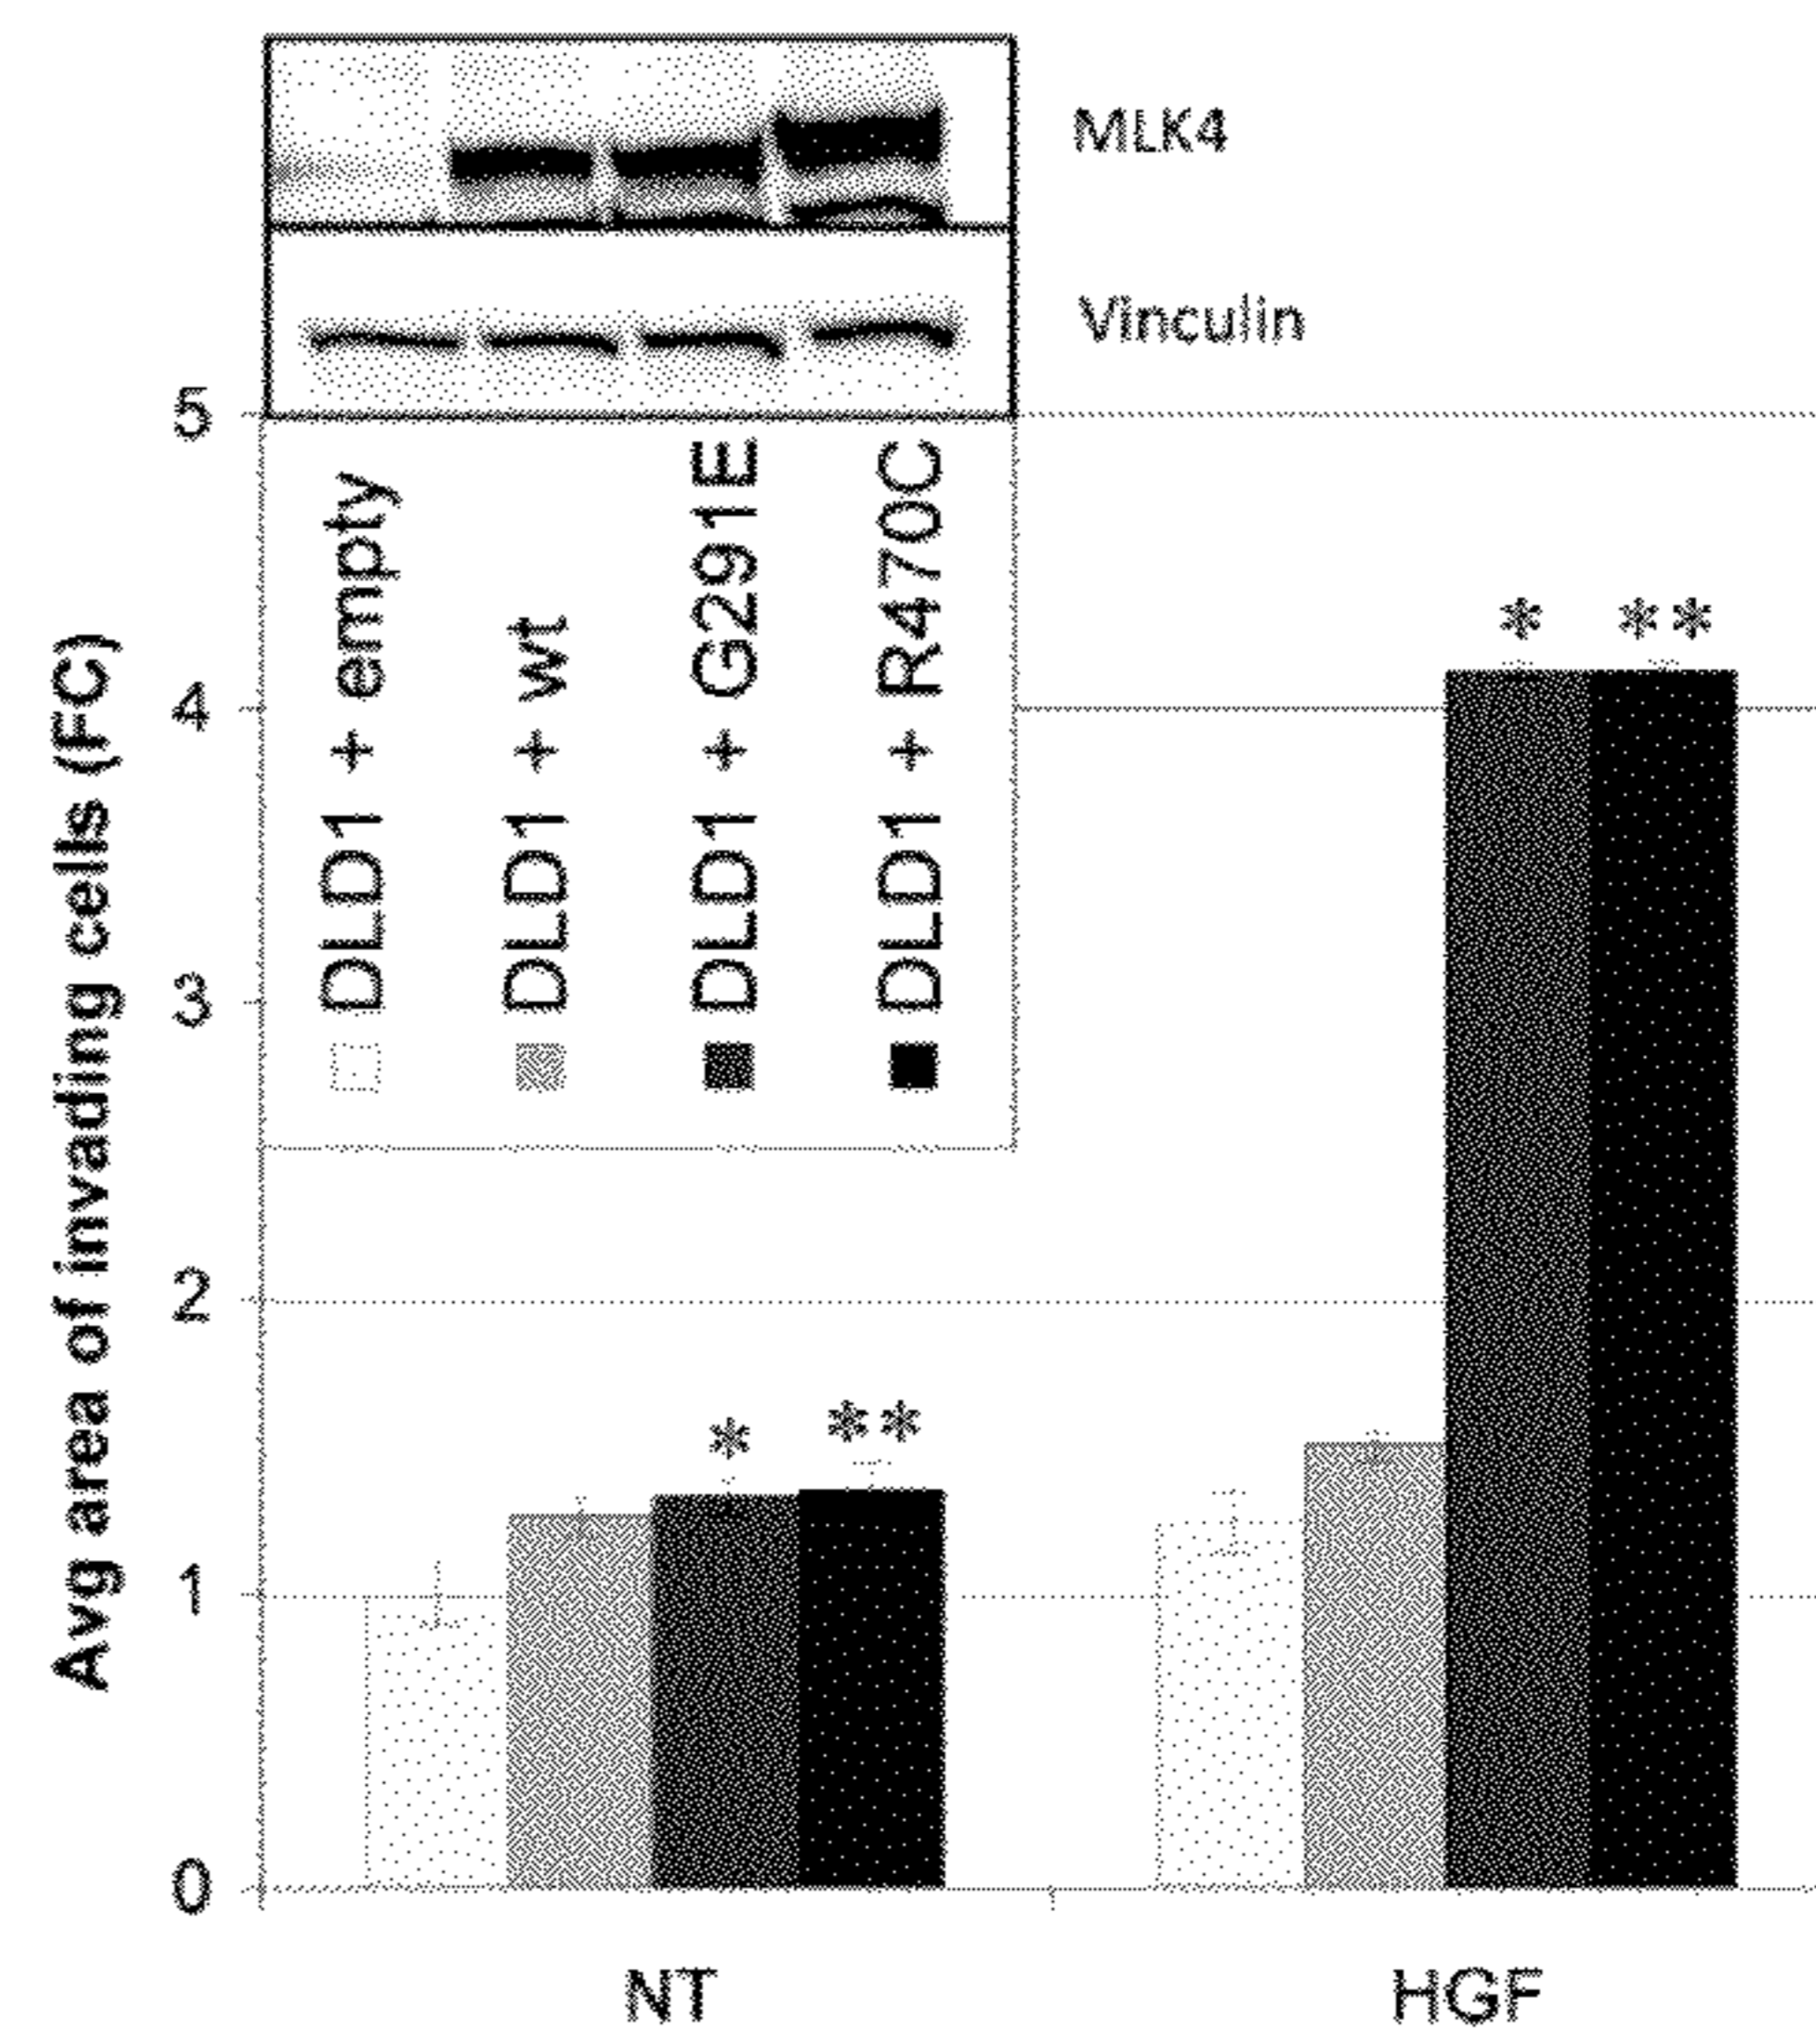 MLK4
Vinculin
Avg area of invading cells (FC)
5
4
3
2
1
0
DLD1 + empty
DLD1 + wt
DLD1 + G291E
DLD1 + R470C
*
**
*
**
NT
HGF